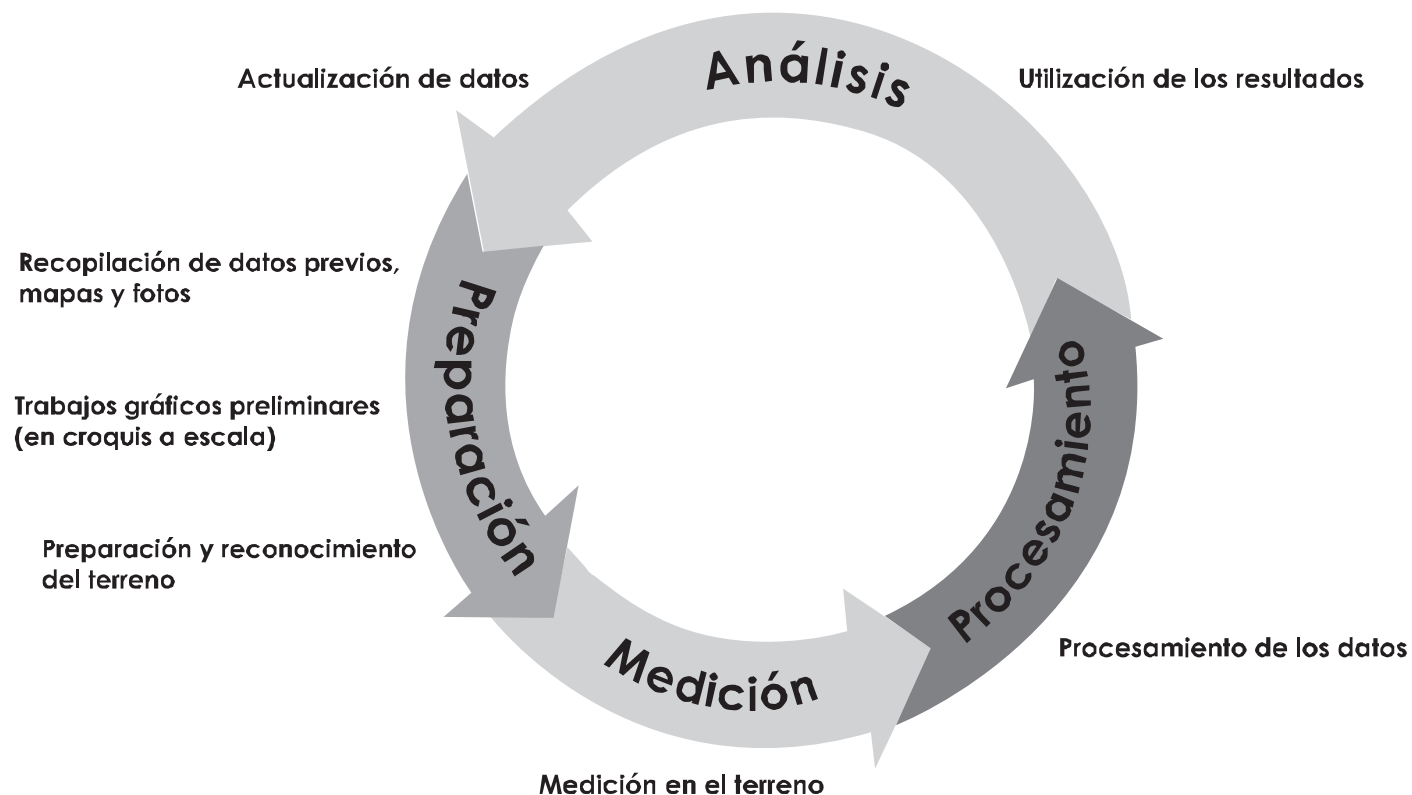 Análisis
Actualización de datos
Utilización de los resultados
Recopilación de datos previos,
mapas y fotos
Preparación
Procesamiento
Trabajos gráficos preliminares
(en croquis a escala)
Preparación y reconocimiento
del terreno
Medición
Procesamiento de los datos
Medición en el terreno